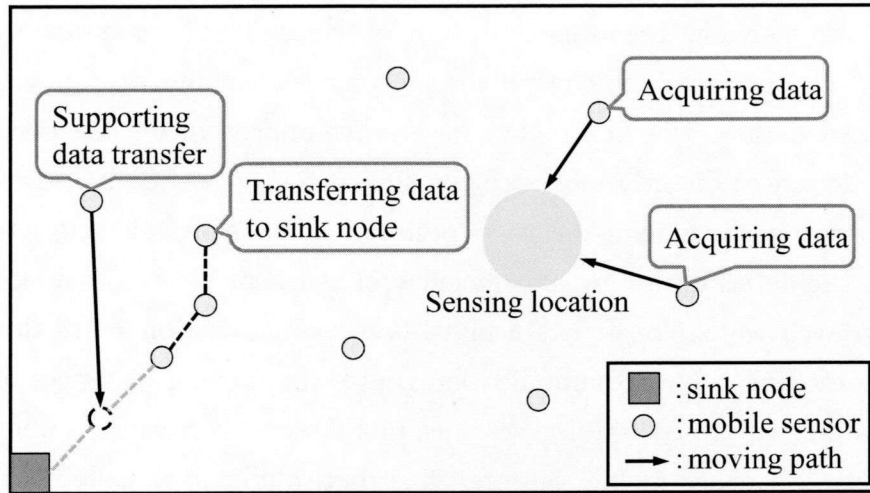 Acquiring data
Supporting
data transfer
Transferring data
to sink node
Acquiring data
Sensing location
: sink node
: mobile sensor
: moving path